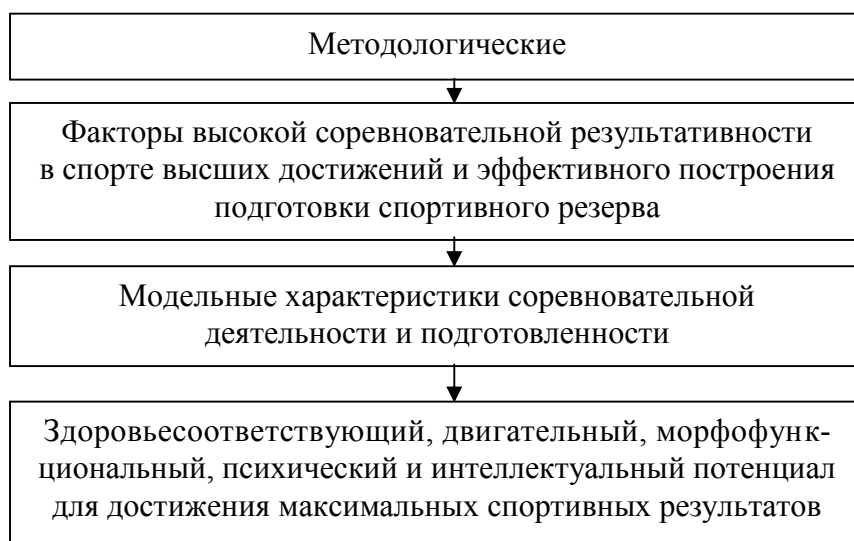 Методологические
Факторы высокой соревновательной результативности
в спорте высших достижений и эффективного построения
подготовки спортивного резерва
Модельные характеристики соревновательной
деятельности и подготовленности
Здоровьесоответствующий, двигательный, морфофунк-
циональный, психический и интеллектуальный потенциал
для достижения максимальных спортивных результатов